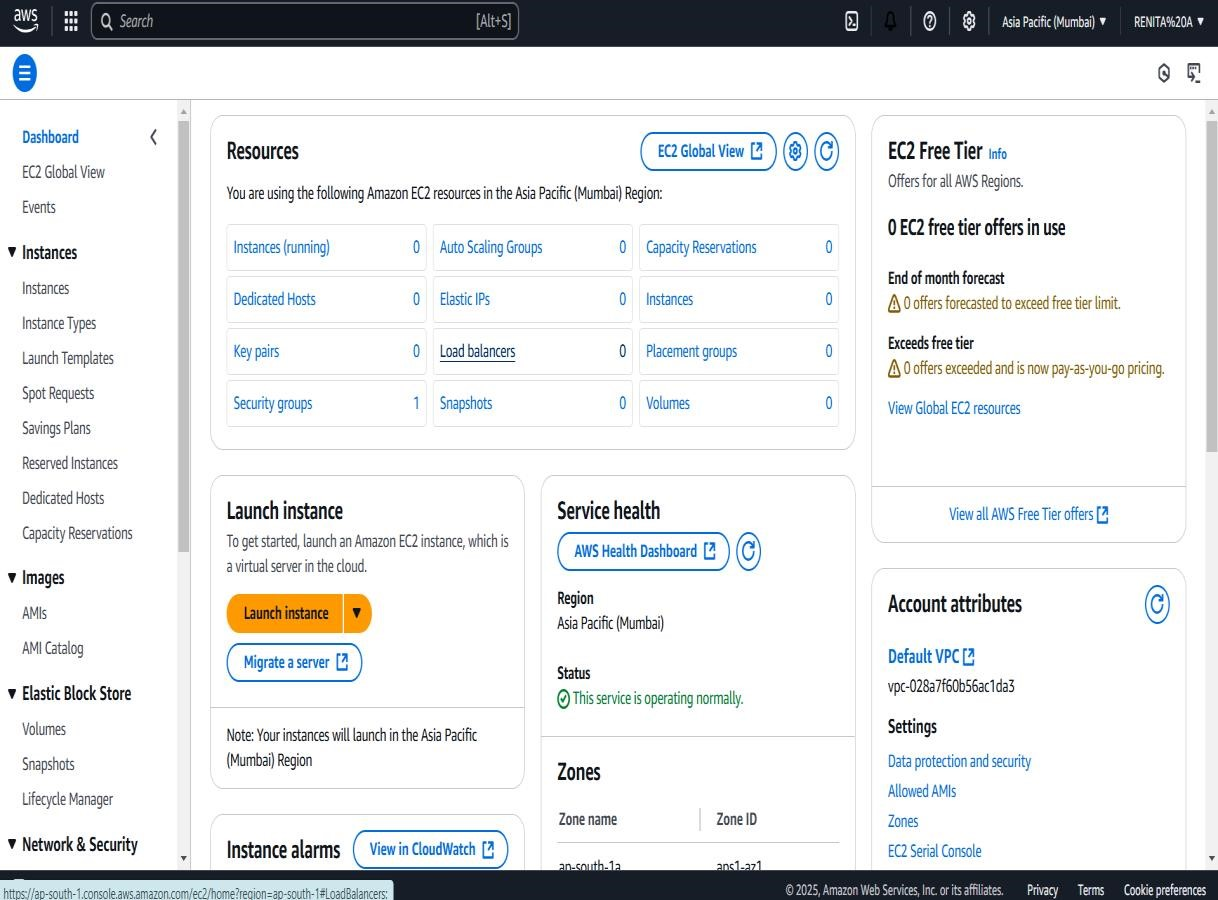 aws
Search
[Alt+S]
Asia Pacific (Mumbai) ▼
RENITA%20A ▼
Dashboard
EC2 Global View
Events
▼ Instances
Instances
Instance Types
Launch Templates
Spot Requests
Savings Plans
Reserved Instances
Dedicated Hosts
Capacity Reservations
▼ Images
AMIs
AMI Catalog
▼ Elastic Block Store
Volumes
Snapshots
Lifecycle Manager
▼ Network & Security
Resources
EC2 Global View
You are using the following Amazon EC2 resources in the Asia Pacific (Mumbai) Region:
Instances (running) 0
Auto Scaling Groups 0
Capacity Reservations 0
Dedicated Hosts 0
Elastic IPs 0
Instances 0
Key pairs 0
Load balancers 0
Placement groups 0
Security groups 1
Snapshots 0
Volumes 0
Launch instance
To get started, launch an Amazon EC2 instance, which is
a virtual server in the cloud.
Launch instance
Migrate a server
Note: Your instances will launch in the Asia Pacific
(Mumbai) Region
Instance alarms
View in CloudWatch
Service health
AWS Health Dashboard
Region
Asia Pacific (Mumbai)
Status
This service is operating normally.
Zones
Zone name
Zone ID
ap-south-1a
aps1-az1
EC2 Free Tier Info
Offers for all AWS Regions.
0 EC2 free tier offers in use
End of month forecast
0 offers forecasted to exceed free tier limit.
Exceeds free tier
0 offers exceeded and is now pay-as-you-go pricing.
View Global EC2 resources
View all AWS Free Tier offers
Account attributes
Default VPC
vpc-028a7f60b56ac1da3
Settings
Data protection and security
Allowed AMIs
Zones
EC2 Serial Console
https://ap-south-1.console.aws.amazon.com/ec2/home?region=ap-south-1#LoadBalancers:
© 2025, Amazon Web Services, Inc. or its affiliates.
Privacy
Terms
Cookie preferences